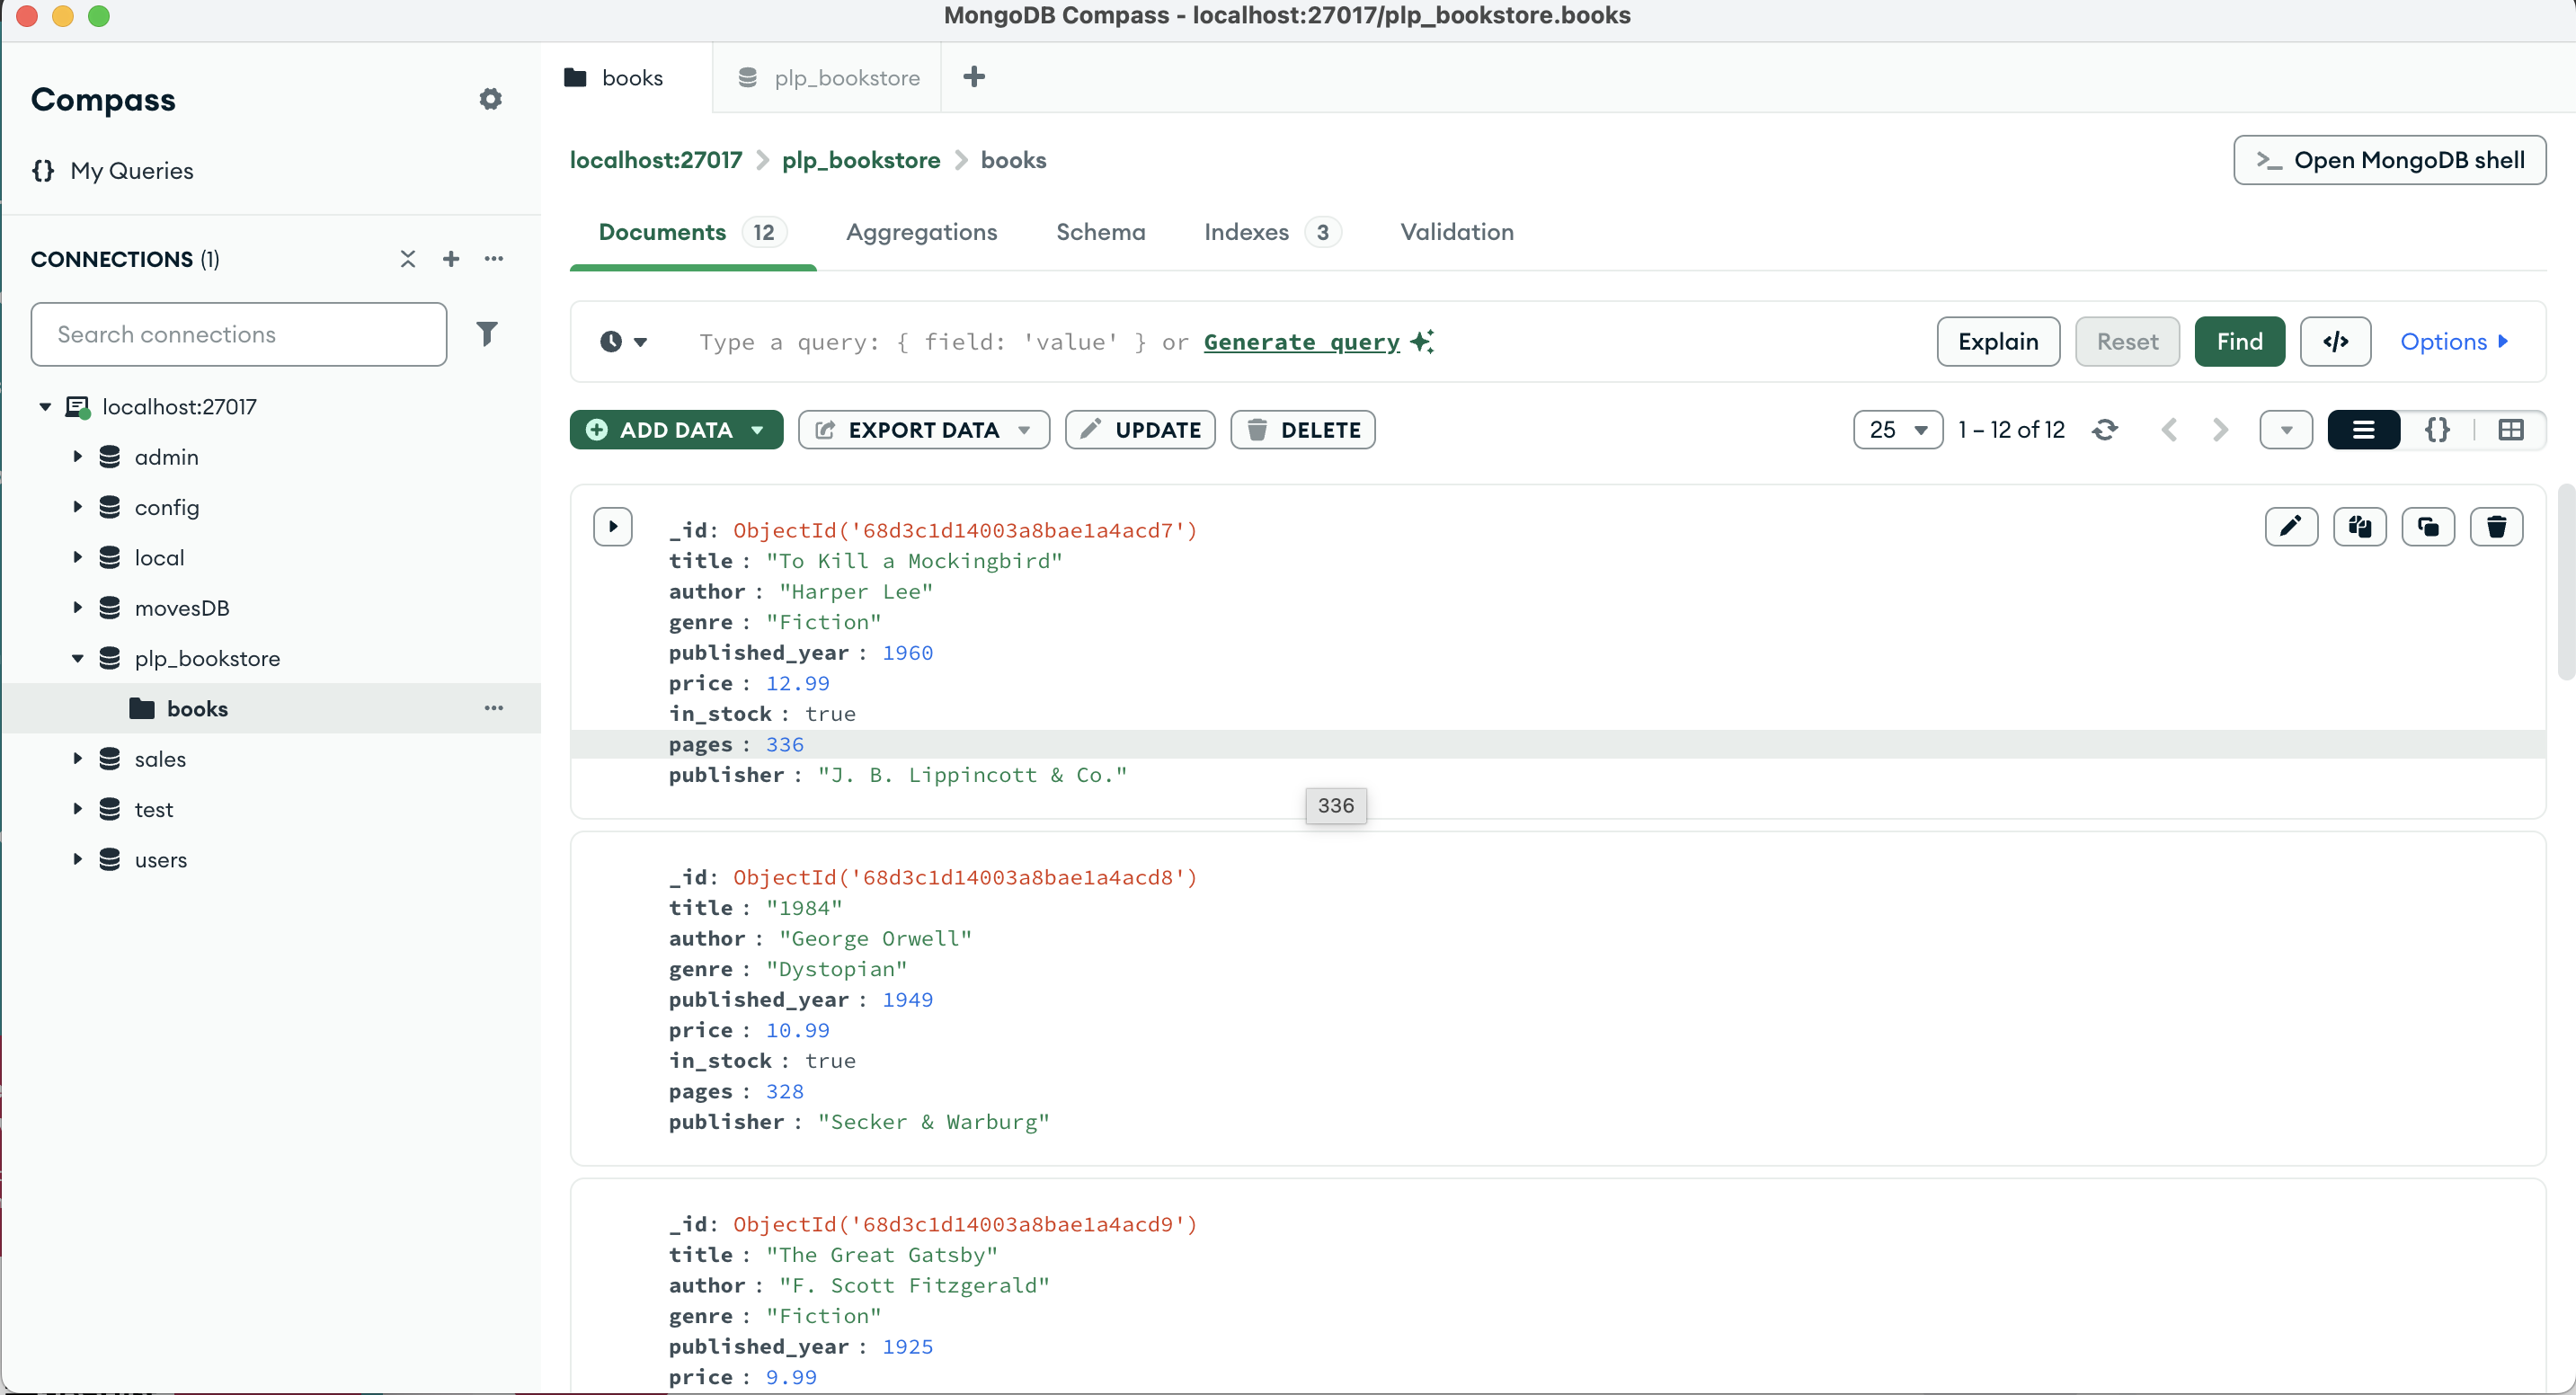 MongoDB Compass - localhost:27017/plp_bookstore.books
Compass
{} My Queries
CONNECTIONS (1)
Search connections
localhost:27017
admin
config
local
movesDB
plp_bookstore
books
sales
test
users
books
plp_bookstore
localhost:27017 > plp_bookstore > books
>_ Open MongoDB shell
Documents 12 Aggregations Schema Indexes 3 Validation
Type a query: { field: 'value' } or Generate query
Explain Reset Find </> Options
ADD DATA EXPORT DATA UPDATE DELETE
25 1 – 12 of 12 {}
_id: ObjectId('68d3c1d14003a8bae1a4acd7')
title : "To Kill a Mockingbird"
author : "Harper Lee"
genre : "Fiction"
published_year : 1960
price : 12.99
in_stock : true
pages : 336
publisher : "J. B. Lippincott & Co."
336
_id: ObjectId('68d3c1d14003a8bae1a4acd8')
title : "1984"
author : "George Orwell"
genre : "Dystopian"
published_year : 1949
price : 10.99
in_stock : true
pages : 328
publisher : "Secker & Warburg"
_id: ObjectId('68d3c1d14003a8bae1a4acd9')
title : "The Great Gatsby"
author : "F. Scott Fitzgerald"
genre : "Fiction"
published_year : 1925
price : 9.99